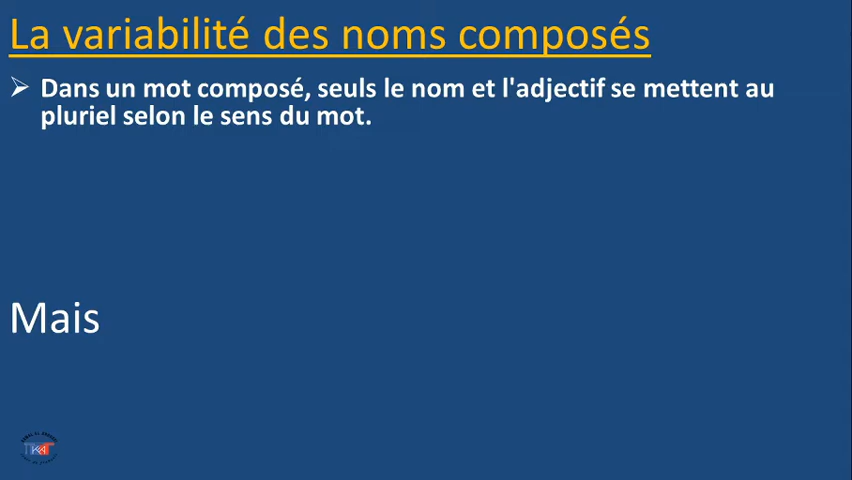 La variabilité des noms composés
Dans un mot composé, seuls le nom et l'adjectif se mettent au
pluriel selon le sens du mot.
Mais